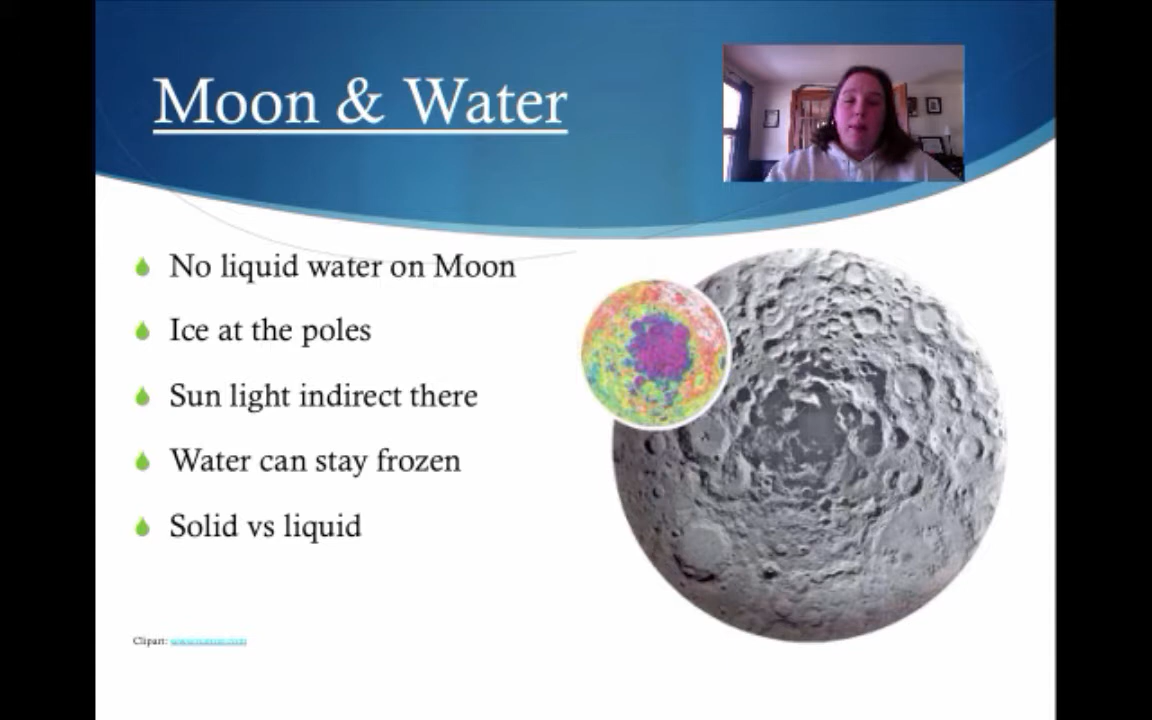 Moon & Water
No liquid water on Moon
Ice at the poles
Sun light indirect there
Water can stay frozen
Solid vs liquid
Clipart: